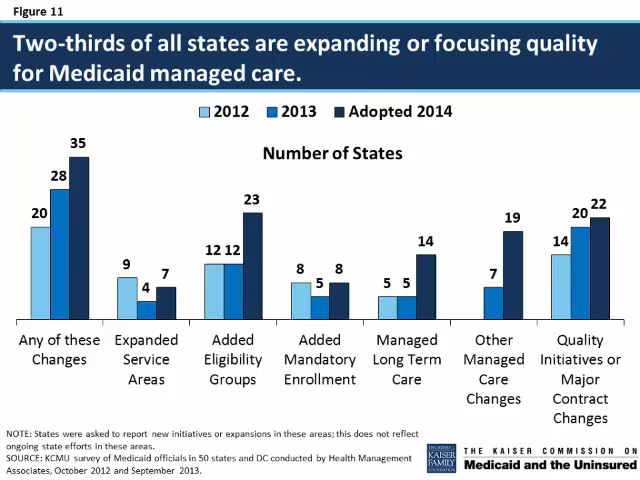 Figure 11
Two-thirds of all states are expanding or focusing quality
for Medicaid managed care.
2012 2013 Adopted 2014
Number of States
20 28 35
9 4 7
12 12 23
8 5 8
5 5 14
7 19
14 20 22
Any of these
Changes
Expanded
Service
Areas
Added
Eligibility
Groups
Added
Mandatory
Enrollment
Managed
Long Term
Care
Other
Managed
Care
Changes
Quality
Initiatives or
Major
Contract
Changes
NOTE: States were asked to report new initiatives or expansions in these areas; this does not reflect
ongoing state efforts in these areas.
SOURCE: KCMU survey of Medicaid officials in 50 states and DC conducted by Health Management
Associates, October 2012 and September 2013.
THE HENRY
KAISER
FAMILY
FOUNDATION
THE KAISER COMMISSION ON
Medicaid and the Uninsured